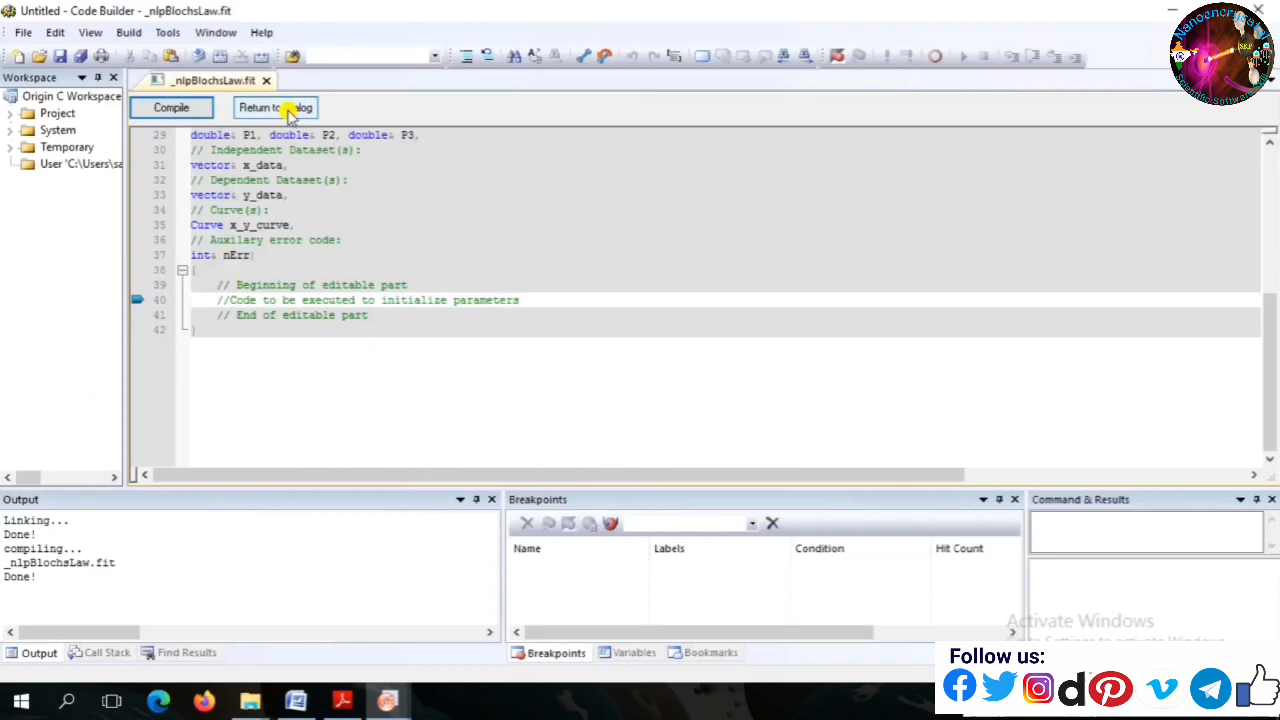 Untitled - Code Builder - _nlpBlochsLaw.fit
File Edit View Build Tools Window Help
Workspace
_nlpBlochsLaw.fit
Origin C Workspace
Project
System
Temporary
User 'C:\Users\sa
Compile
Return to
29 double& P1, double& P2, double& P3,
30 // Independent Dataset(s):
31 vector& x_data,
32 // Dependent Dataset(s):
33 vector& y_data,
34 // Curve(s):
35 Curve x_y_curve,
36 // Auxilary error code:
37 int& nErr)
38 {
39 // Beginning of editable part
40 //Code to be executed to initialize parameters
41 // End of editable part
42 }
Output
Linking...
Done!
compiling...
_nlpBlochsLaw.fit
Done!
Output Call Stack Find Results
Breakpoints
Name Labels Condition Hit Count
Breakpoints Variables Bookmarks
Command & Results
Activate Windows
Follow us: